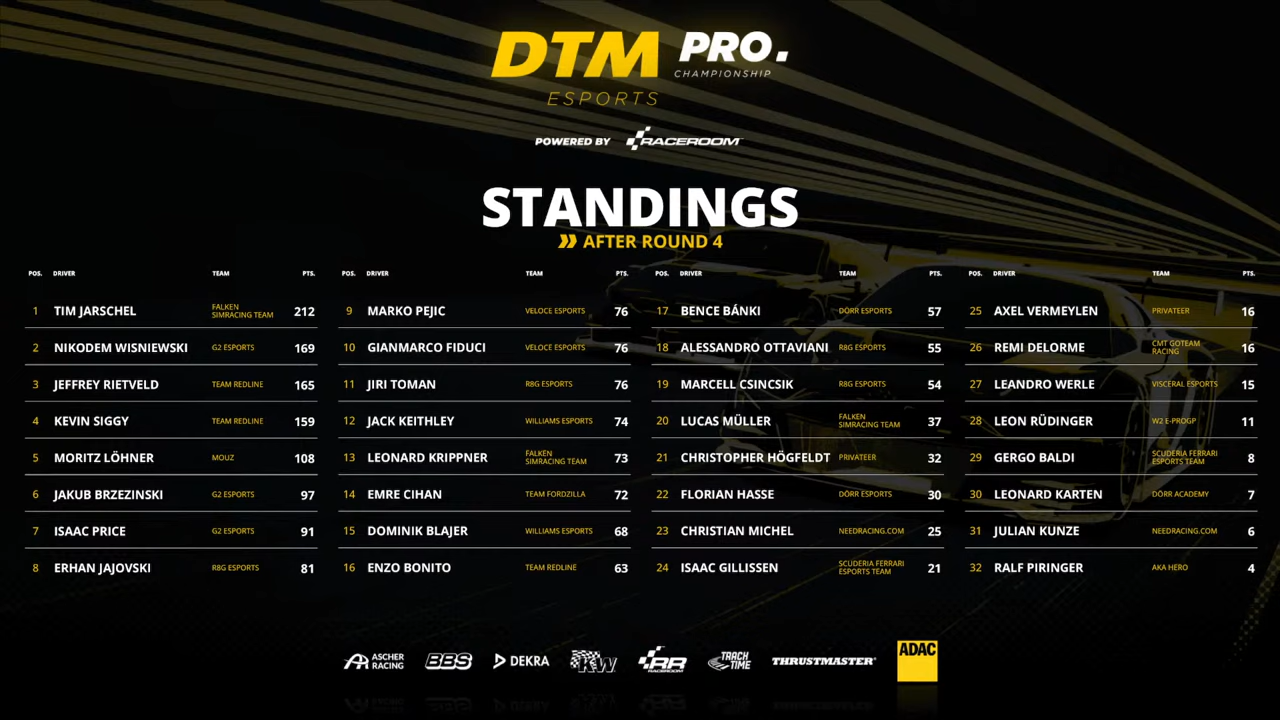 DTM PRO.
CHAMPIONSHIP
ESPORTS
POWERED BY RACEROOM
STANDINGS
AFTER ROUND 4
POS. DRIVER TEAM PTS.
1 TIM JARSCHEL FALKEN SIMRACING TEAM 212
2 NIKODEM WISNIEWSKI G2 ESPORTS 169
3 JEFFREY RIETVELD TEAM REDLINE 165
4 KEVIN SIGGY TEAM REDLINE 159
5 MORITZ LÖHNER MOUZ 108
6 JAKUB BRZEZINSKI G2 ESPORTS 97
7 ISAAC PRICE G2 ESPORTS 91
8 ERHAN JAJOVSKI R8G ESPORTS 81
POS. DRIVER TEAM PTS.
9 MARKO PEJIC VELOCE ESPORTS 76
10 GIANMARCO FIDUCI VELOCE ESPORTS 76
11 JIRI TOMAN R8G ESPORTS 76
12 JACK KEITHLEY WILLIAMS ESPORTS 74
13 LEONARD KRIPPNER FALKEN SIMRACING TEAM 73
14 EMRE CIHAN TEAM FORDZILLA 72
15 DOMINIK BLAJER WILLIAMS ESPORTS 68
16 ENZO BONITO TEAM REDLINE 63
POS. DRIVER TEAM PTS.
17 BENCE BÁNKI DÖRR ESPORTS 57
18 ALESSANDRO OTTAVIANI R8G ESPORTS 55
19 MARCELL CSINCSIK R8G ESPORTS 54
20 LUCAS MÜLLER FALKEN SIMRACING TEAM 37
21 CHRISTOPHER HÖGFELDT PRIVATEER 32
22 FLORIAN HASSE DÖRR ESPORTS 30
23 CHRISTIAN MICHEL NEEDRACING.COM 25
24 ISAAC GILLISSEN SCUDERIA FERRARI ESPORTS TEAM 21
POS. DRIVER TEAM PTS.
25 AXEL VERMEYLEN PRIVATEER 16
26 REMI DELORME CMT GOTEAM RACING 16
27 LEANDRO WERLE VISCERAL ESPORTS 15
28 LEON RÜDINGER W2 E-PROGP 11
29 GERGO BALDI SCUDERIA FERRARI ESPORTS TEAM 8
30 LEONARD KARTEN DÖRR ACADEMY 7
31 JULIAN KUNZE NEEDRACING.COM 6
32 RALF PIRINGER AKA HERO 4
ASCHER RACING BBS DEKRA KW RR RACEROOM TRACK TIME THRUSTMASTER ADAC